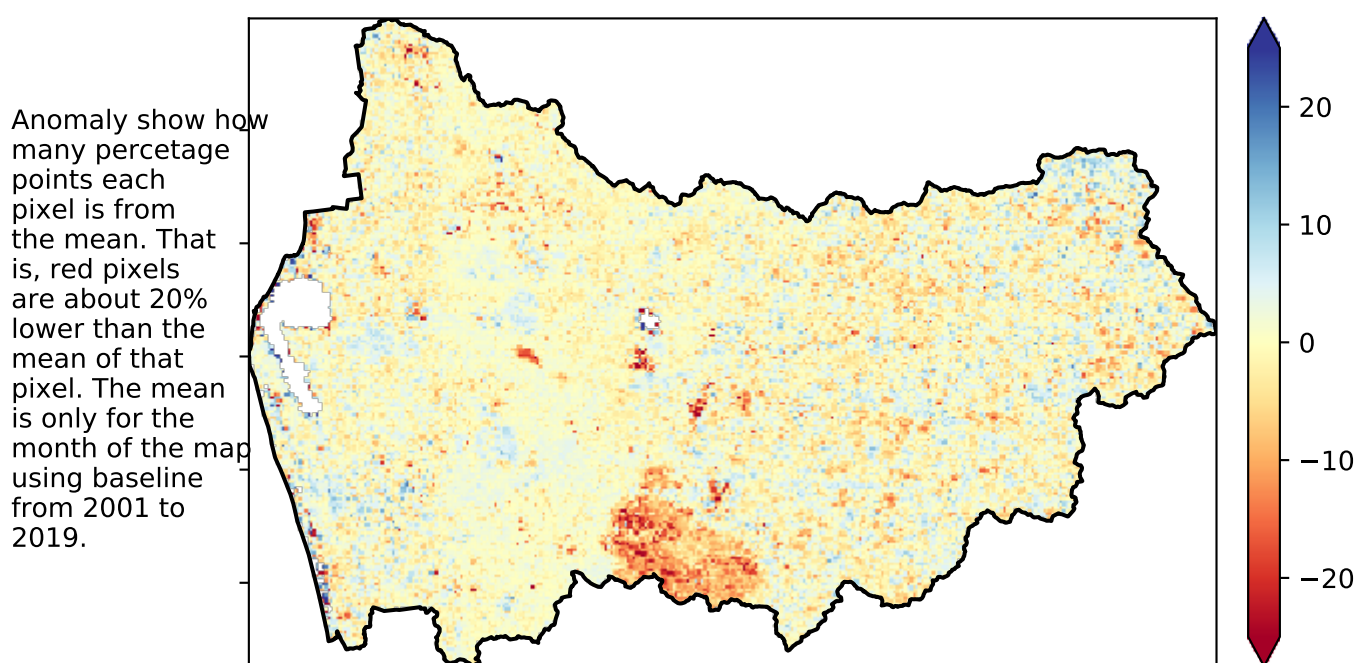 Anomaly show how
many percetage
points each
pixel is from
the mean. That
is, red pixels
are about 20%
lower than the
mean of that
pixel. The mean
is only for the
month of the map
using baseline
from 2001 to
2019.
20
10
0
−10
−20